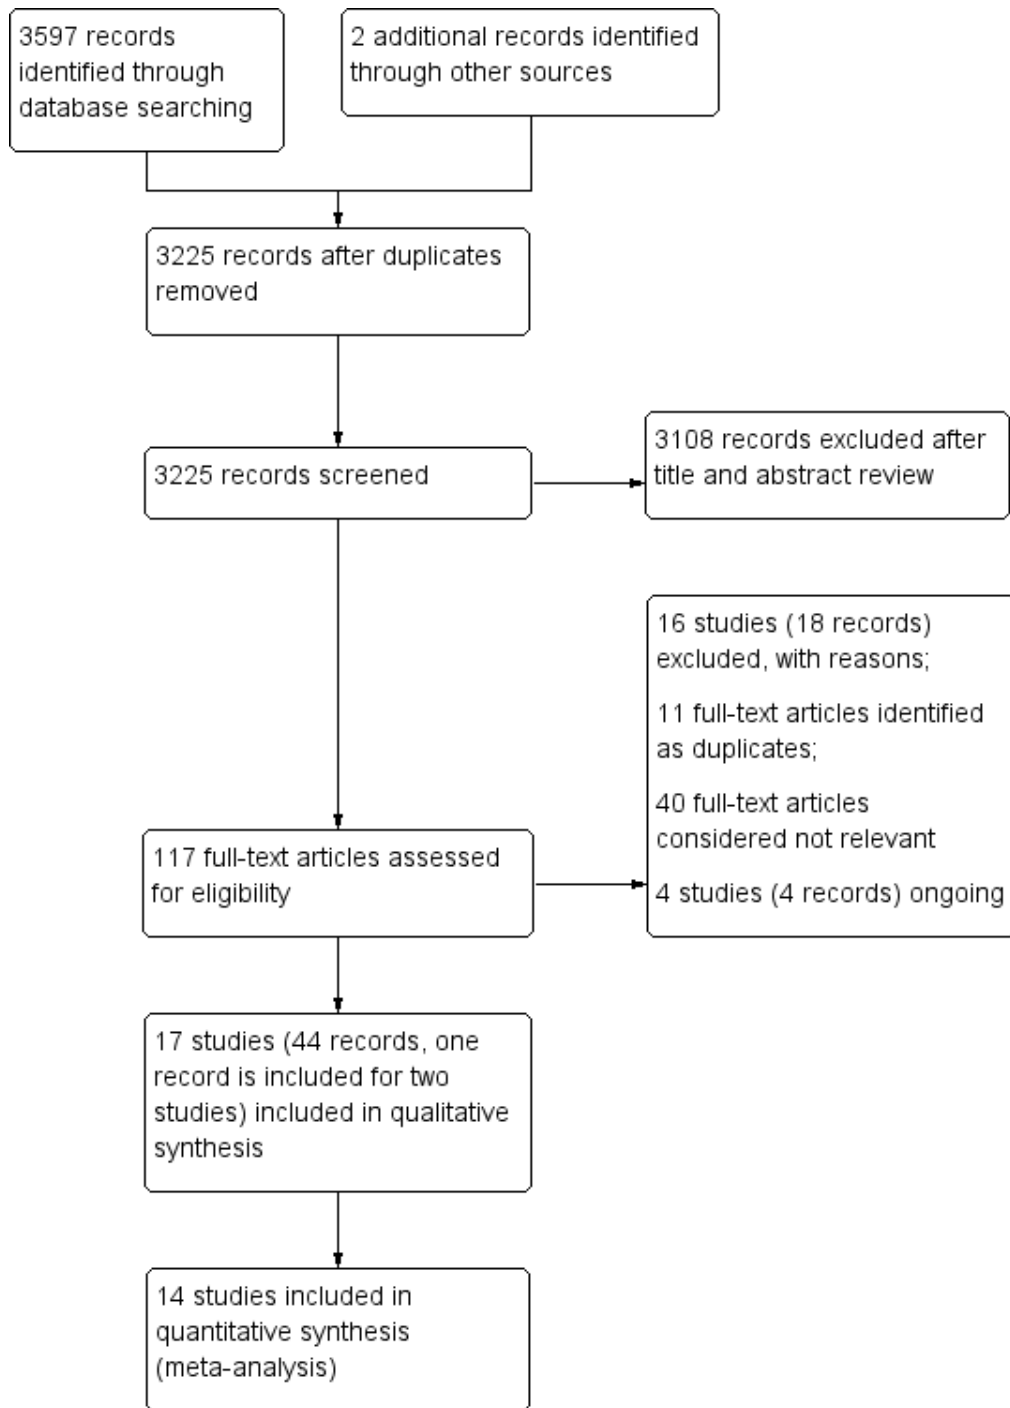 3597 records
identified through
database searching
2 additional records identified
through other sources
3225 records after duplicates
removed
3225 records screened
3108 records excluded after
title and abstract review
16 studies (18 records)
excluded, with reasons;
11 full-text articles identified
as duplicates;
40 full-text articles
considered not relevant
4 studies (4 records) ongoing
117 full-text articles assessed
for eligibility
17 studies (44 records, one
record is included for two
studies) included in qualitative
synthesis
14 studies included in
quantitative synthesis
(meta-analysis)